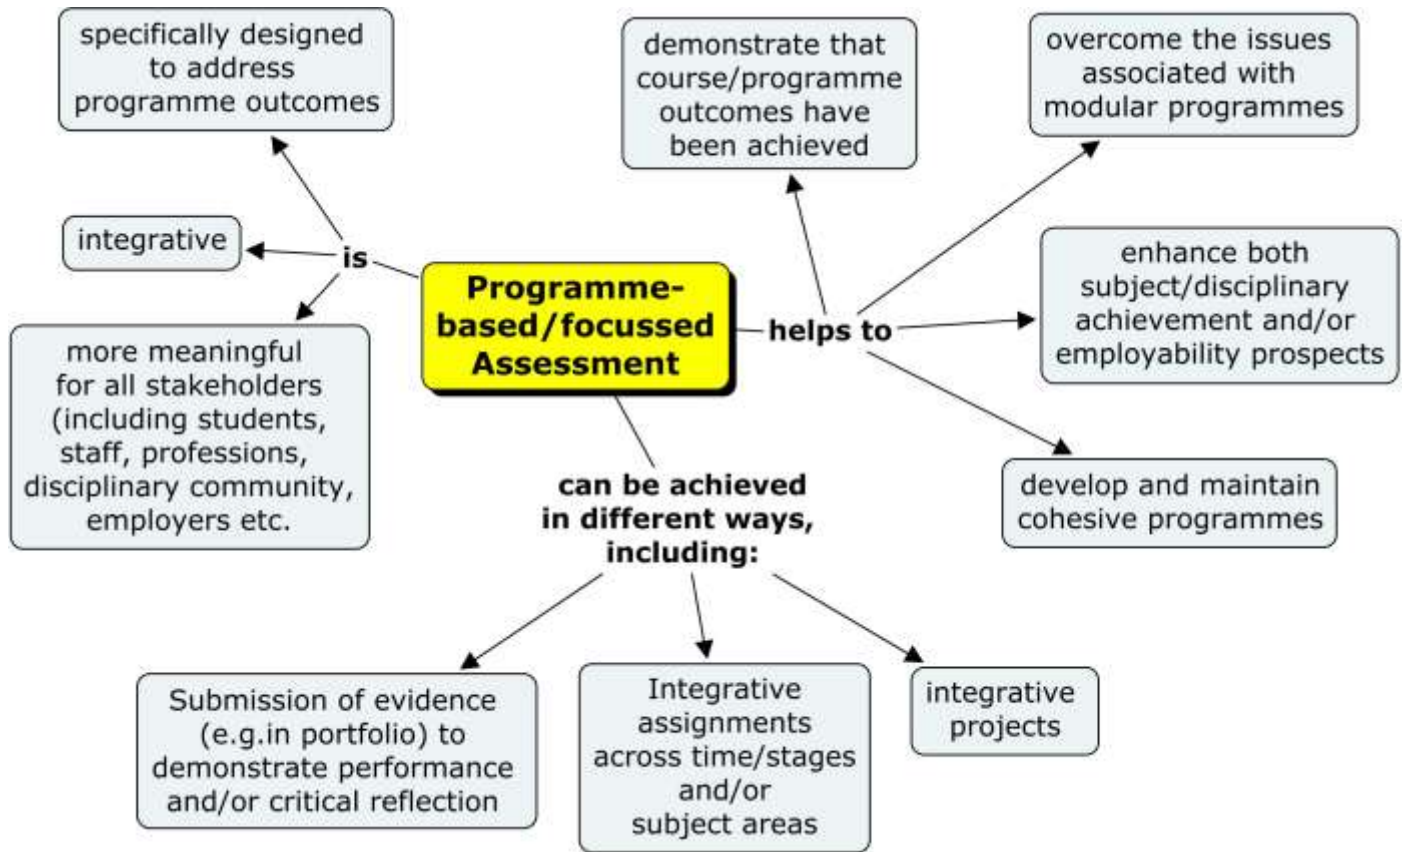 specifically designed
to address
programme outcomes
demonstrate that
course/programme
outcomes have
been achieved
overcome the issues
associated with
modular programmes
integrative
is
Programme-
based/focussed
Assessment
helps to
enhance both
subject/disciplinary
achievement and/or
employability prospects
more meaningful
for all stakeholders
(including students,
staff, professions,
disciplinary community,
employers etc.
can be achieved
in different ways,
including:
develop and maintain
cohesive programmes
Submission of evidence
(e.g.in portfolio) to
demonstrate performance
and/or critical reflection
Integrative
assignments
across time/stages
and/or
subject areas
integrative
projects